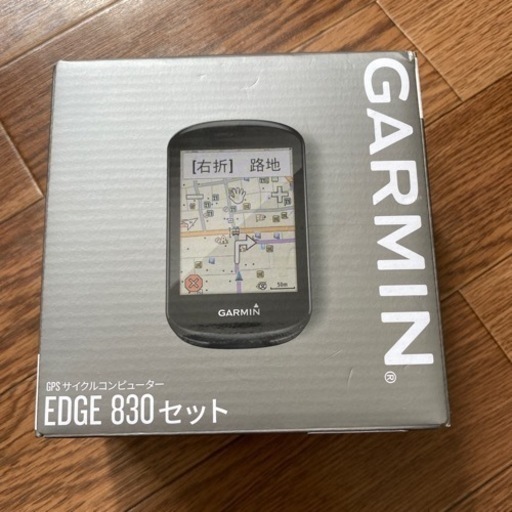 GARMIN®
[右折] 路地
50m
GARMIN
GPS サイクルコンピューター
EDGE 830 セット